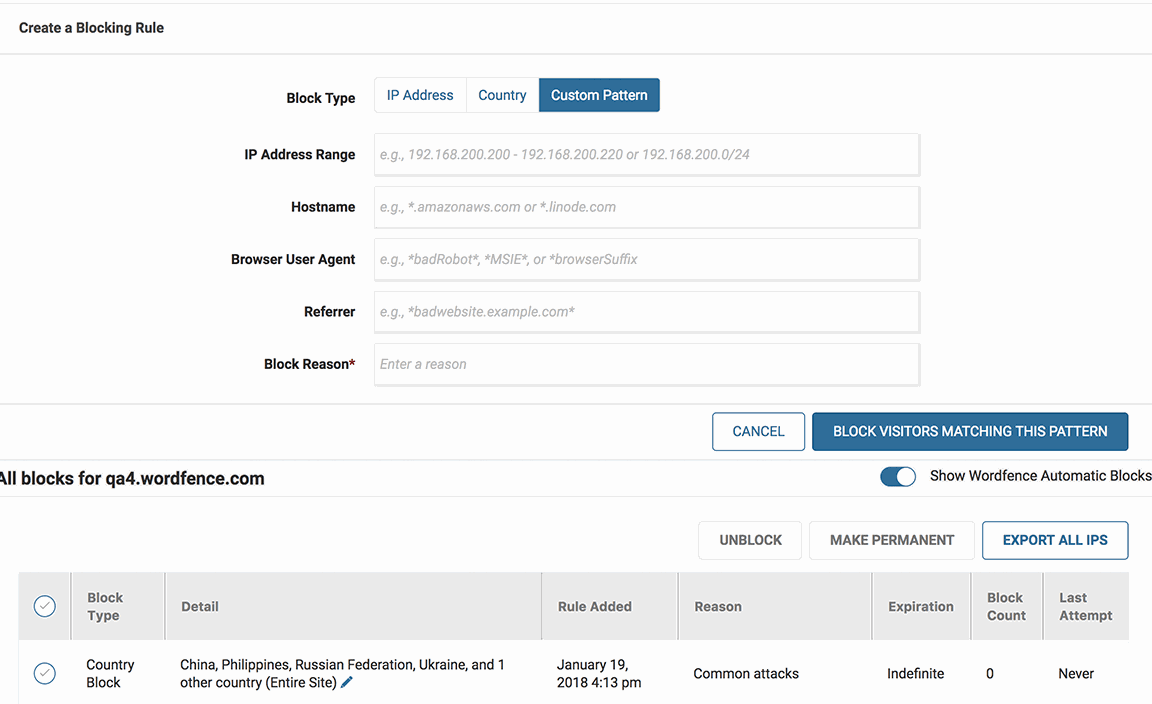 Create a Blocking Rule
Block Type IP Address Country Custom Pattern
IP Address Range e.g., 192.168.200.200 - 192.168.200.220 or 192.168.200.0/24
Hostname e.g., *.amazonaws.com or *.linode.com
Browser User Agent e.g., *badRobot*, *MSIE*, or *browserSuffix
Referrer e.g., *badwebsite.example.com*
Block Reason* Enter a reason
CANCEL BLOCK VISITORS MATCHING THIS PATTERN
All blocks for qa4.wordfence.com Show Wordfence Automatic Blocks
UNBLOCK MAKE PERMANENT EXPORT ALL IPS
Block Type Detail Rule Added Reason Expiration Block Count Last Attempt
Country Block China, Philippines, Russian Federation, Ukraine, and 1 other country (Entire Site) January 19, 2018 4:13 pm Common attacks Indefinite 0 Never